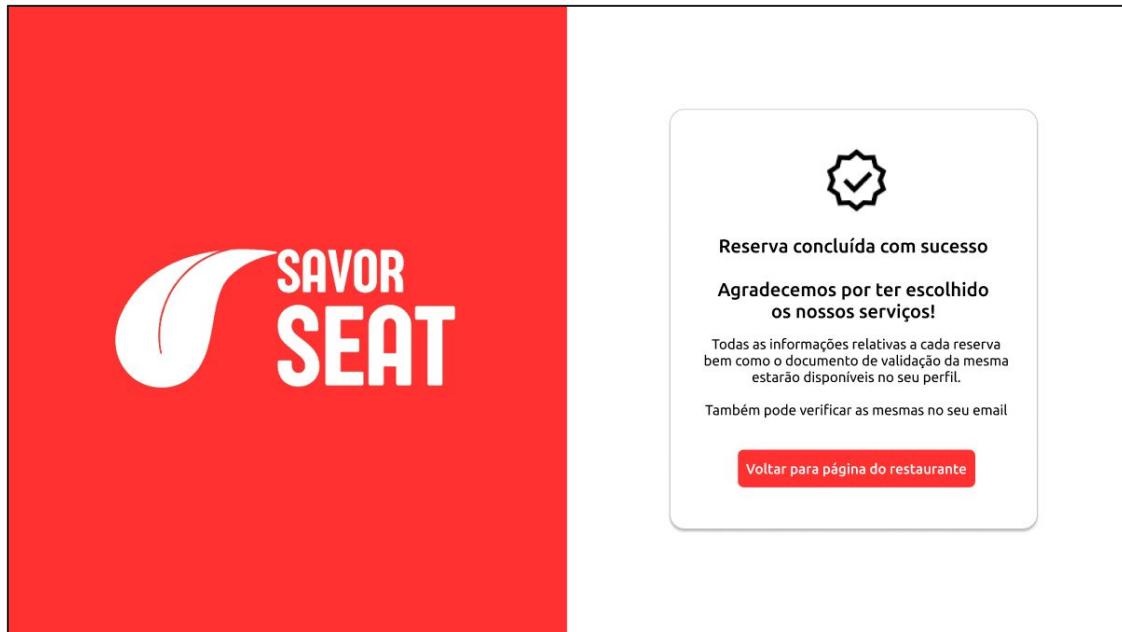 SAVOR
SEAT
Reserva concluída com sucesso
Agradecemos por ter escolhido
os nossos serviços!
Todas as informações relativas a cada reserva
bem como o documento de validação da mesma
estarão disponíveis no seu perfil.
Também pode verificar as mesmas no seu email
Voltar para página do restaurante